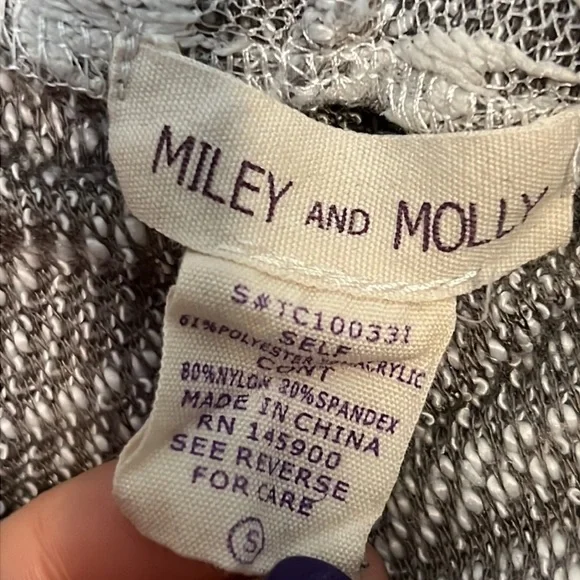 MILEY AND MOLLY
S#TC100331
SELF
61%POLYESTER ACRYLIC
CONT
80%NYLON 20%SPANDEX
MADE IN CHINA
RN 145900
SEE REVERSE
FOR CARE
S